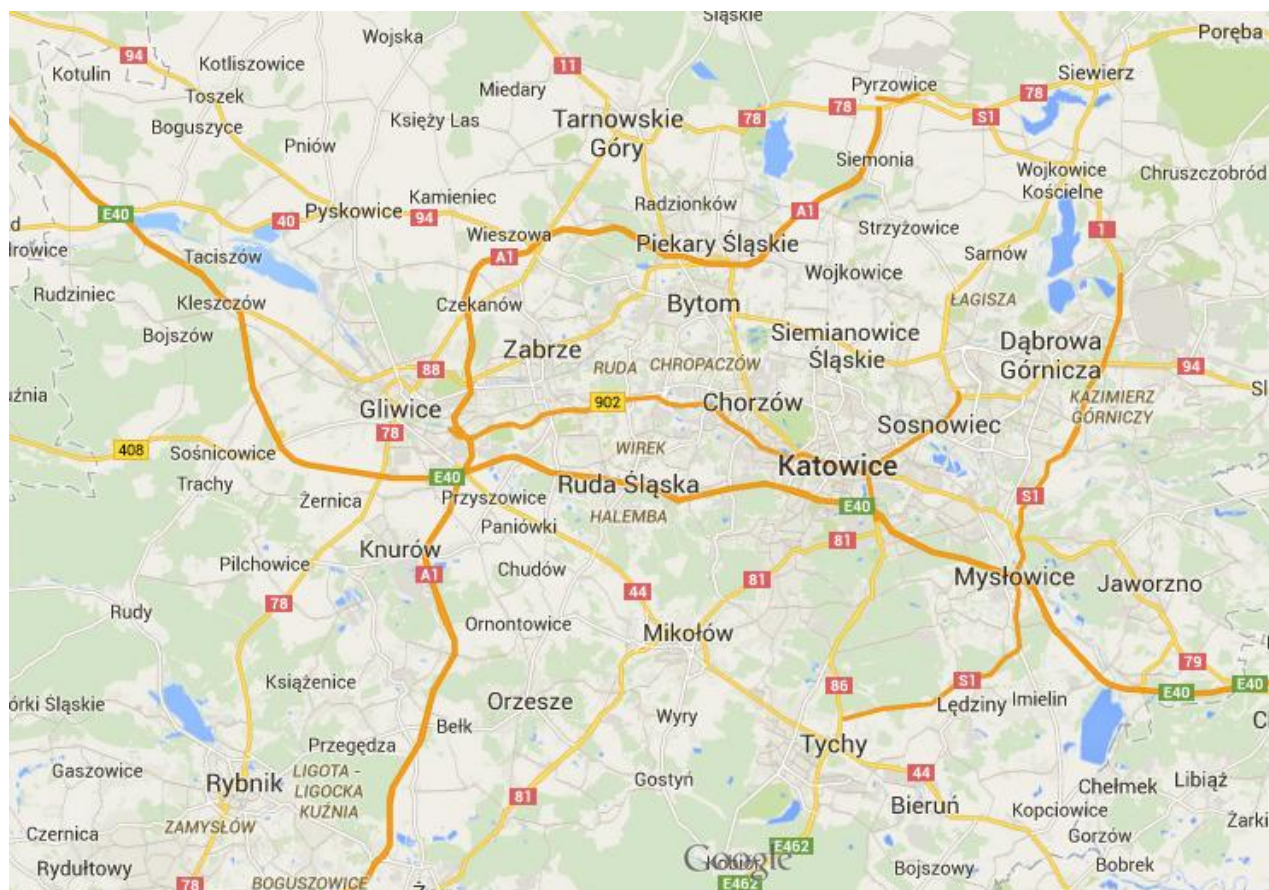 Śląskie
Wojska
Poręba
94
Kotliszowice
11
Siewierz
Kotulin
Miedary
Pyrzowice
Toszek
78
78
78
Tarnowskie
Góry
S1
Księży Las
Boguszyce
Pniów
Siemonia
Wojkowice
Kościelne
Chruszczobród
Kamieniec
Radzionków
E40
40
Pyskowice
94
A1
Strzyżowice
1
Wieszowa
Piekary Śląskie
drowice
Taciszów
A1
Sarnów
Wojkowice
Rudziniec
Kleszczów
Czekanów
Bytom
ŁAGISZA
Bojszów
Siemianowice
Śląskie
Dąbrowa
Górnicza
Zabrze
RUDA
CHROPACZÓW
88
94
Gliwice
902
Chorzów
KAZIMIERZ
GÓRNICZY
78
Sosnowiec
408
Sośnicowice
WIREK
Katowice
Trachy
E40
Ruda Śląska
Żernica
Przyszowice
E40
S1
HALEMBA
Paniówki
81
Knurów
Pilchowice
A1
Chudów
81
Mysłowice
Jaworzno
44
78
Rudy
Ornontowice
Mikołów
79
Książenice
86
S1
E40
E40
órki Śląskie
Orzesze
Lędziny
Imielin
Wyry
Bełk
Przegędza
Tychy
Gaszowice
Rybnik
LIGOTA -
LIGOCKA
KUŹNIA
Gostyń
44
Chełmek
Libiąż
81
Bieruń
Kopciowice
ZAMYSŁÓW
Żarki
Czernica
E462
Gorzów
Google
Kobiór
Rydułtowy
Bojszowy
Bobrek
78
BOGUSZOWICE
E462